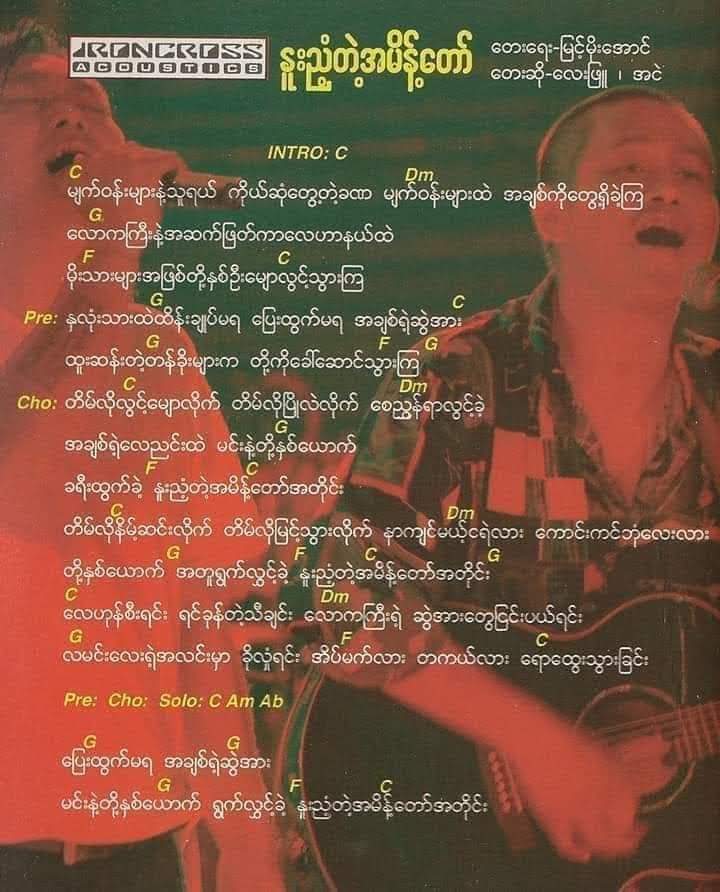 IRONCROSS
ACOUSTICS
နူးညံ့တဲ့အမိန့်တော်
တေးရေး-မြင့်မိုးအောင်
တေးဆို-လေးဖြူ ၊ အငဲ
INTRO: C
C Dm
မျက်ဝန်းများနဲ့သူရယ် ကိုယ်ဆုံတွေ့တဲ့ခဏ မျက်ဝန်းများထဲ အချစ်ကိုတွေ့ရှိခဲ့ကြ
G
လောကကြီးနဲ့အဆက်ဖြတ်ကာလေဟာနယ်ထဲ
F C
မိုးသားများအဖြစ်တို့နှစ်ဦးမျောလွင့်သွားကြ
G C
Pre: နှလုံးသားထဲထိန်းချုပ်မရ ပြေးထွက်မရ အချစ်ရဲ့ဆွဲအား
F G
ထူးဆန်းတဲ့တန်ခိုးများက တို့ကိုခေါ်ဆောင်သွားကြ
C Dm
Cho: တိမ်လိုလွင့်မျောလိုက် တိမ်လိုပြိုလဲလိုက် စေညွှန်ရာလွင့်ခဲ့
G
အချစ်ရဲ့လေညင်းထဲ မင်းနဲ့တို့နှစ်ယောက်
F C
ခရီးထွက်ခဲ့ နူးညံ့တဲ့အမိန့်တော်အတိုင်း
C Dm
တိမ်လိုနိမ့်ဆင်းလိုက် တိမ်လိုမြင့်သွားလိုက် နာကျင်မယ့်ငရဲလား ကောင်းကင်ဘုံလေးလား
G F C G
တို့နှစ်ယောက် အတူရွက်လွှင့်ခဲ့ နူးညံ့တဲ့အမိန့်တော်အတိုင်း
C Dm
လေဟုန်စီးရင်း ရင်ခုန်တဲ့သီချင်း လောကကြီးရဲ့ ဆွဲအားတွေငြင်းပယ်ရင်း
G F C
လမင်းလေးရဲ့အလင်းမှာ ခိုလှုံရင်း အိပ်မက်လား တကယ်လား ရောထွေးသွားခြင်း
Pre: Cho: Solo: C Am Ab
G G
ပြေးထွက်မရ အချစ်ရဲ့ဆွဲအား
G F C
မင်းနဲ့တို့နှစ်ယောက် ရွက်လွှင့်ခဲ့ နူးညံ့တဲ့အမိန့်တော်အတိုင်း